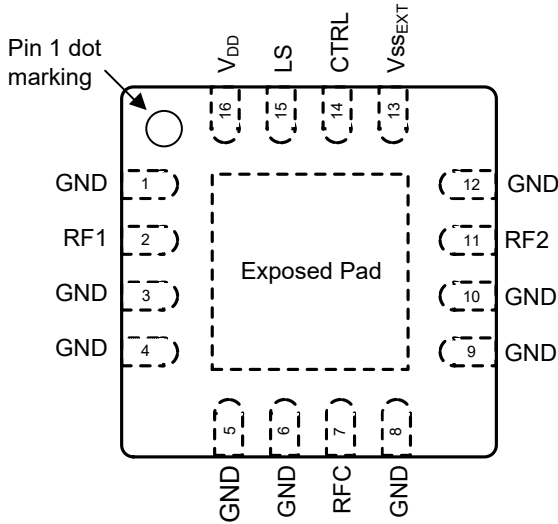 Pin 1 dot
marking
VDD
LS
CTRL
VssEXT
16
15
14
13
GND
1
12
GND
RF1
2
11
RF2
Exposed Pad
GND
3
10
GND
GND
4
9
GND
5
6
7
8
GND
GND
RFC
GND